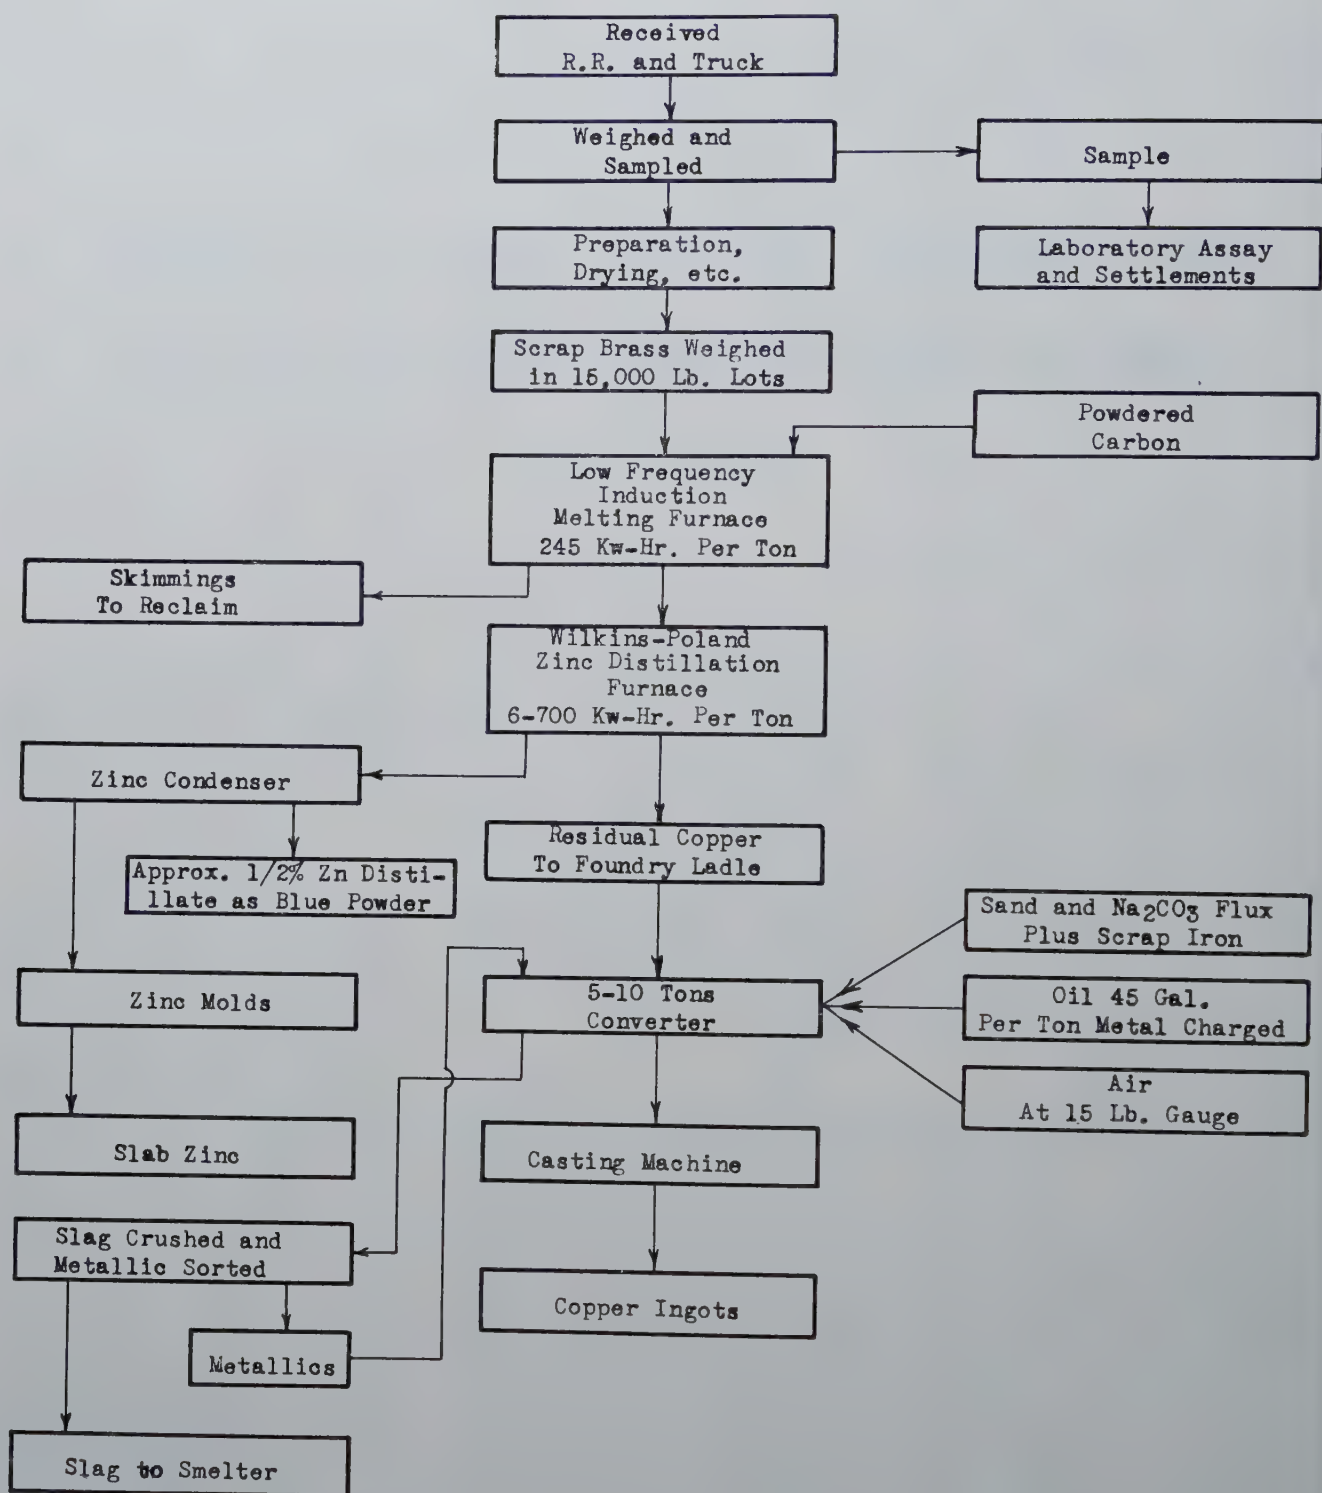 Received
R.R. and Truck
Weighed and
Sampled
Sample
Preparation,
Drying, etc.
Laboratory Assay
and Settlements
Scrap Brass Weighed
in 15,000 Lb. Lots
Powdered
Carbon
Low Frequency
Induction
Melting Furnace
245 Kw-Hr. Per Ton
Skimmings
To Reclaim
Wilkins-Poland
Zinc Distillation
Furnace
6-700 Kw-Hr. Per Ton
Zinc Condenser
Residual Copper
To Foundry Ladle
Approx. 1/2% Zn Disti-
llate as Blue Powder
Sand and Na₂CO₃ Flux
Plus Scrap Iron
Zinc Molds
5-10 Tons
Converter
Oil 45 Gal.
Per Ton Metal Charged
Air
At 15 Lb. Gauge
Slab Zinc
Casting Machine
Slag Crushed and
Metallic Sorted
Copper Ingots
Metallics
Slag to Smelter